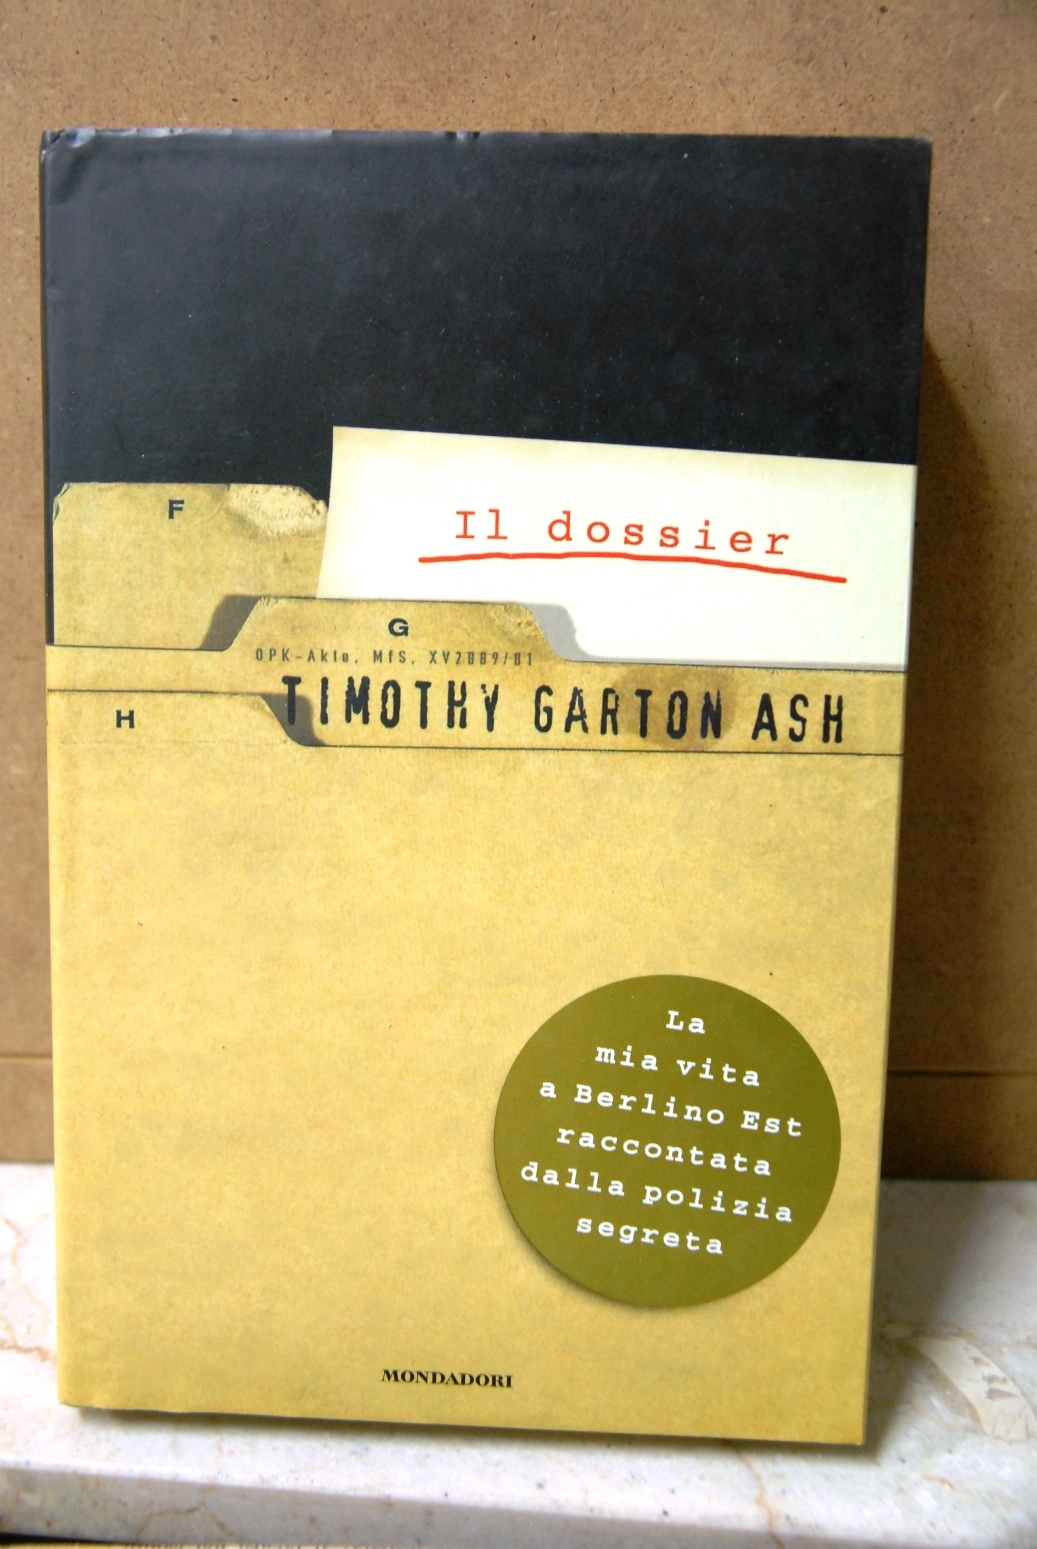 F
Il dossier
G
OPK-Akte, MfS, XV2889/81
TIMOTHY GARTON ASH
H
La
mia vita
a Berlino Est
raccontata
dalla polizia
segreta
MONDADORI